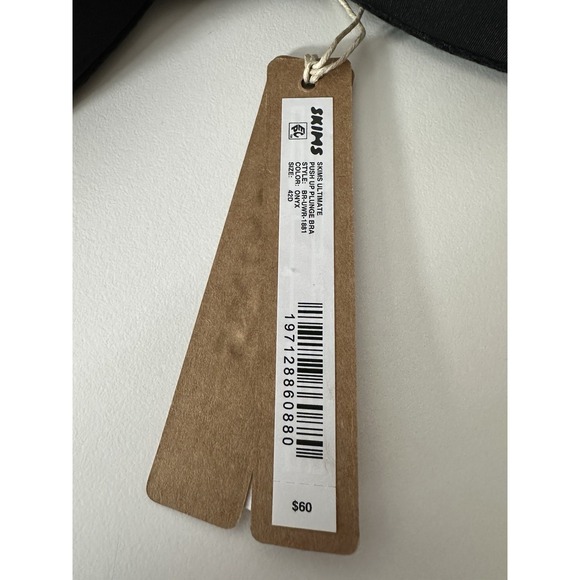 SKIMS
SKIMS ULTIMATE
PUSH UP PLUNGE BRA
STYLE: BR-UWR-1881
COLOR: ONYX
SIZE: 42D
197128860880
$60